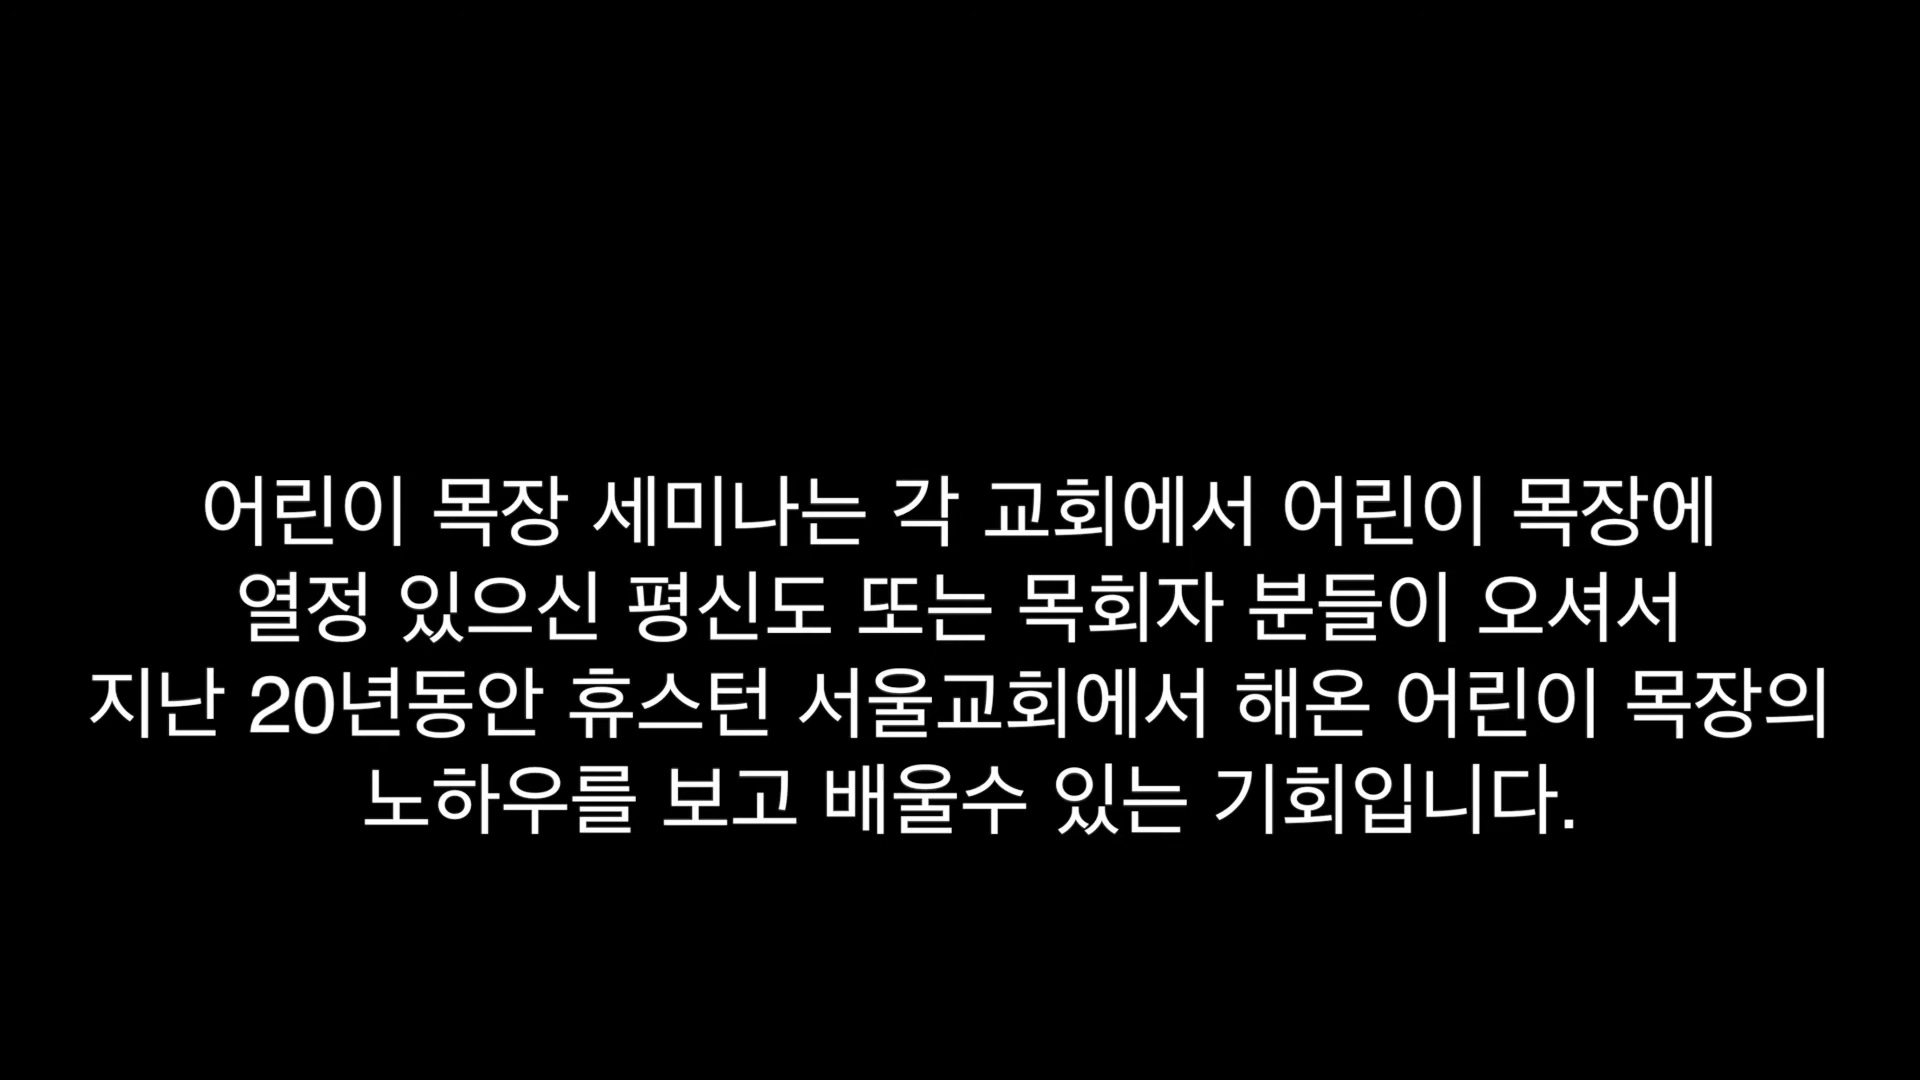 어린이 목장 세미나는 각 교회에서 어린이 목장에
열정 있으신 평신도 또는 목회자 분들이 오셔서
지난 20년동안 휴스턴 서울교회에서 해온 어린이 목장의
노하우를 보고 배울수 있는 기회입니다.